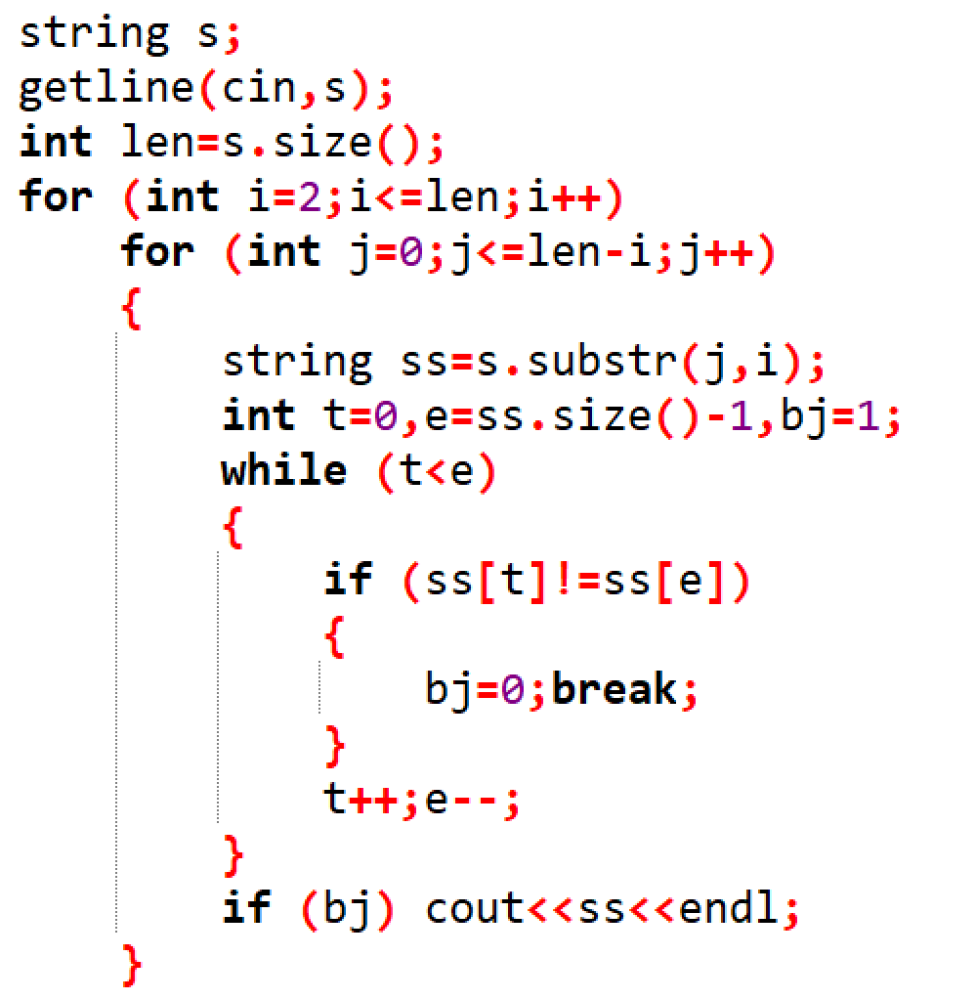 string s;
getline(cin,s);
int len=s.size();
for (int i=2;i<=len;i++)
    for (int j=0;j<=len-i;j++)
    {
        string ss=s.substr(j,i);
        int t=0,e=ss.size()-1,bj=1;
        while (t<e)
        {
            if (ss[t]!=ss[e])
            {
                bj=0;break;
            }
            t++;e--;
        }
        if (bj) cout<<ss<<endl;
    }